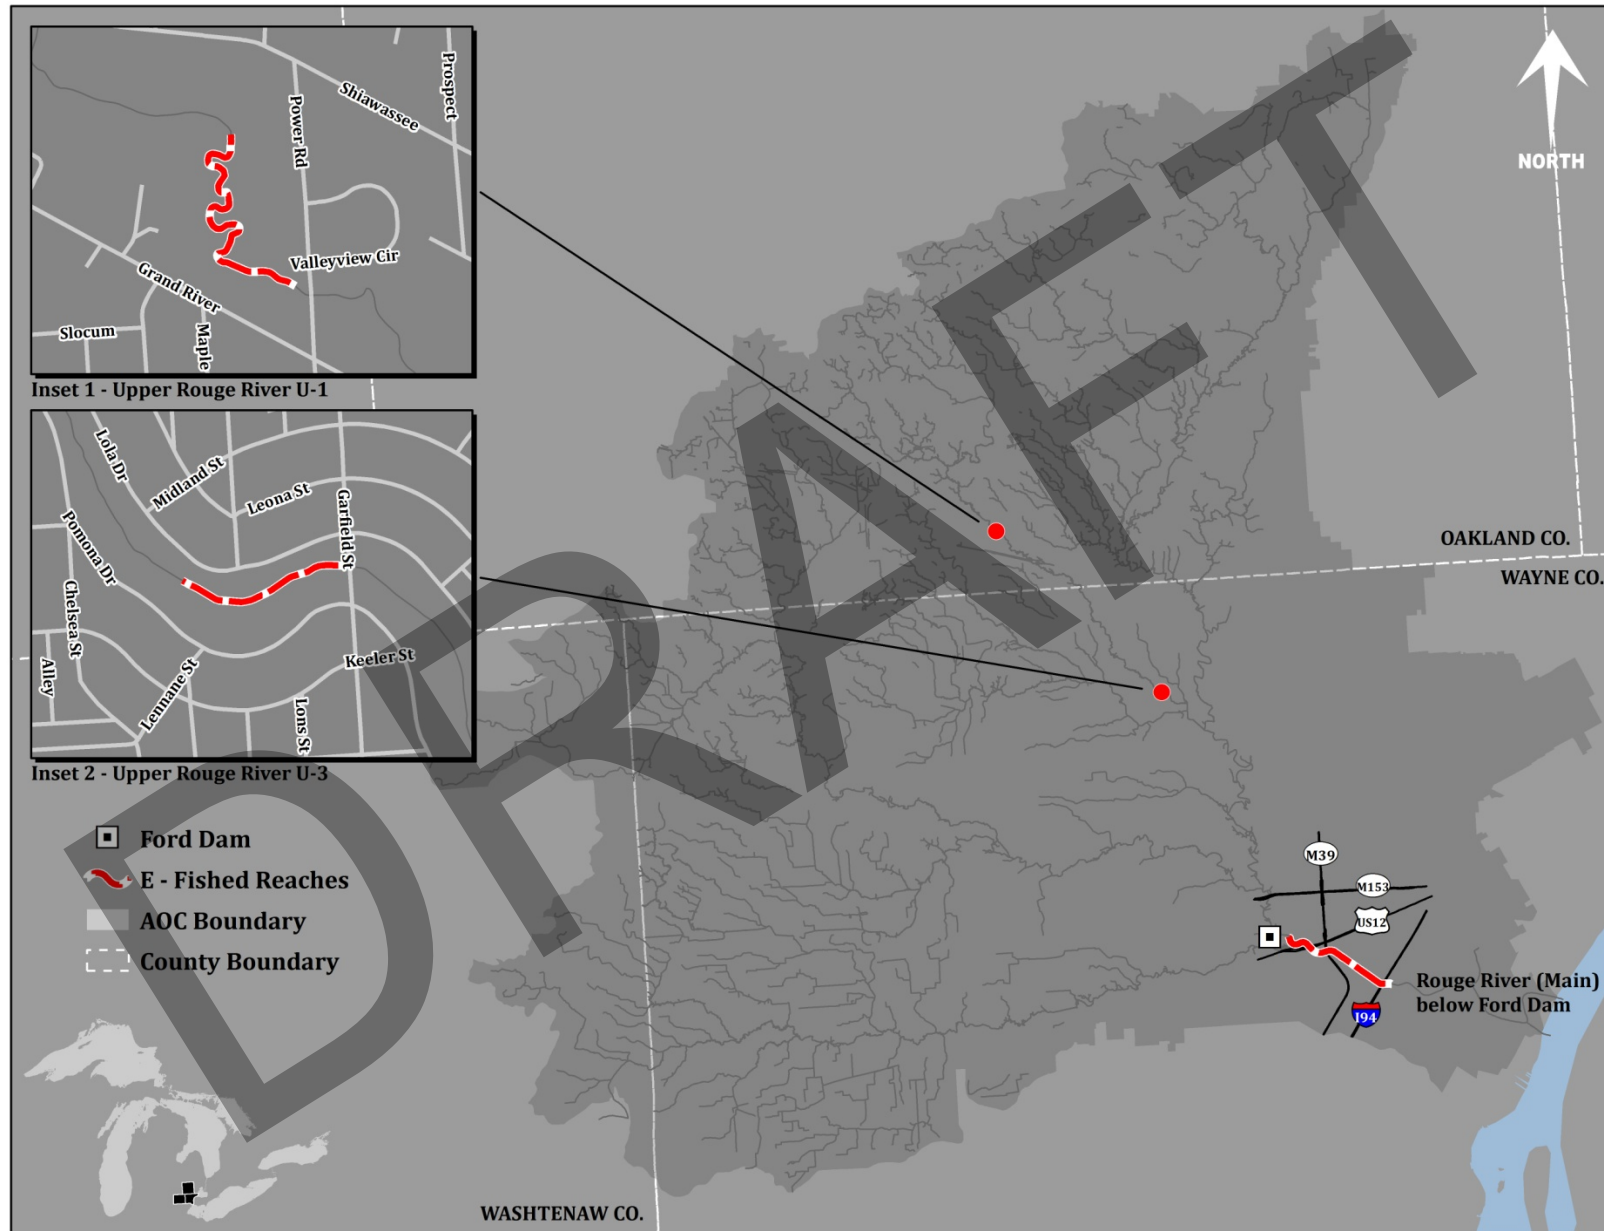 Prospect
Shiawassee
Power Rd
Valleyview Cir
Grand River
Slocum
Maple
Inset 1 - Upper Rouge River U-1
Lola Dr
Midland St
Leona St
Garfield St
Pomona Dr
Chelsea St
Alley
Lennane St
Keeler St
Lons St
Inset 2 - Upper Rouge River U-3
Ford Dam
E - Fished Reaches
AOC Boundary
County Boundary
NORTH
OAKLAND CO.
WAYNE CO.
DRAFT
M39
M153
US12
I94
Rouge River (Main)
below Ford Dam
WASHTENAW CO.